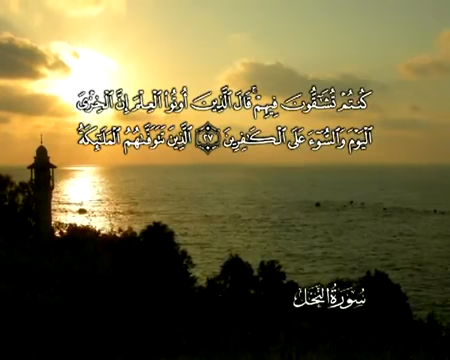 كُنتُمْ تُشَـٰٓقُّونَ فِيهِمْ ۚ قَالَ ٱلَّذِينَ أُوتُوا۟ ٱلْعِلْمَ إِنَّ ٱلْخِزْىَ
ٱلْيَوْمَ وَٱلسُّوٓءَ عَلَى ٱلْكَـٰفِرِينَ ٢٧ ٱلَّذِينَ تَتَوَفَّىٰهُمُ ٱلْمَلَـٰٓئِكَةُ
سُورَةُ النَّحْل